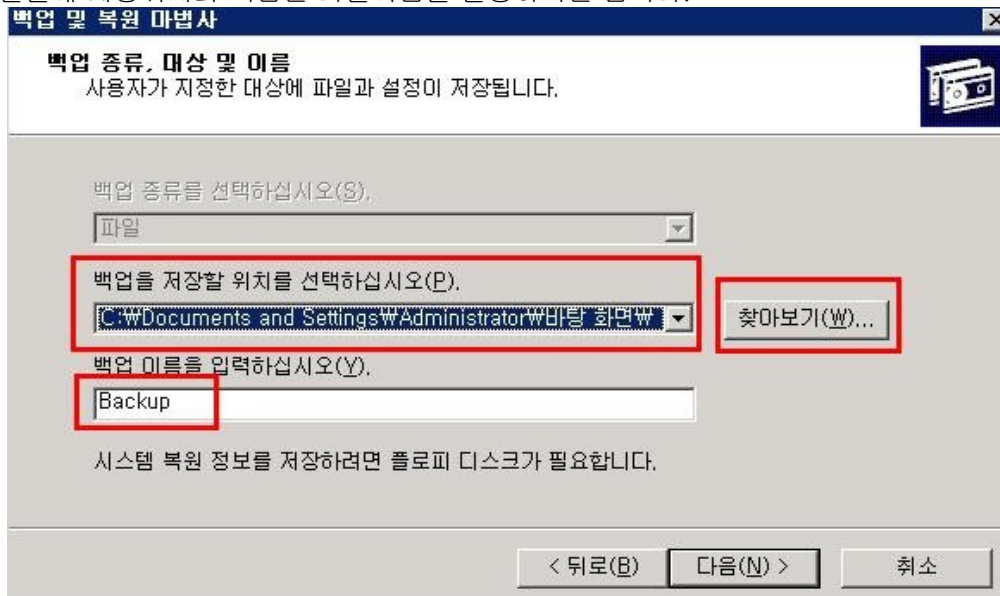 백업 및 복원 마법사
백업 종류, 대상 및 이름
사용자가 지정한 대상에 파일과 설정이 저장됩니다.
백업 종류를 선택하십시오(S).
파일
백업을 저장할 위치를 선택하십시오(P).
C:₩Documents and Settings₩Administrator₩바탕 화면₩
찾아보기(W)...
백업 이름을 입력하십시오(Y).
Backup
시스템 복원 정보를 저장하려면 플로피 디스크가 필요합니다.
< 뒤로(B) 다음(N) > 취소